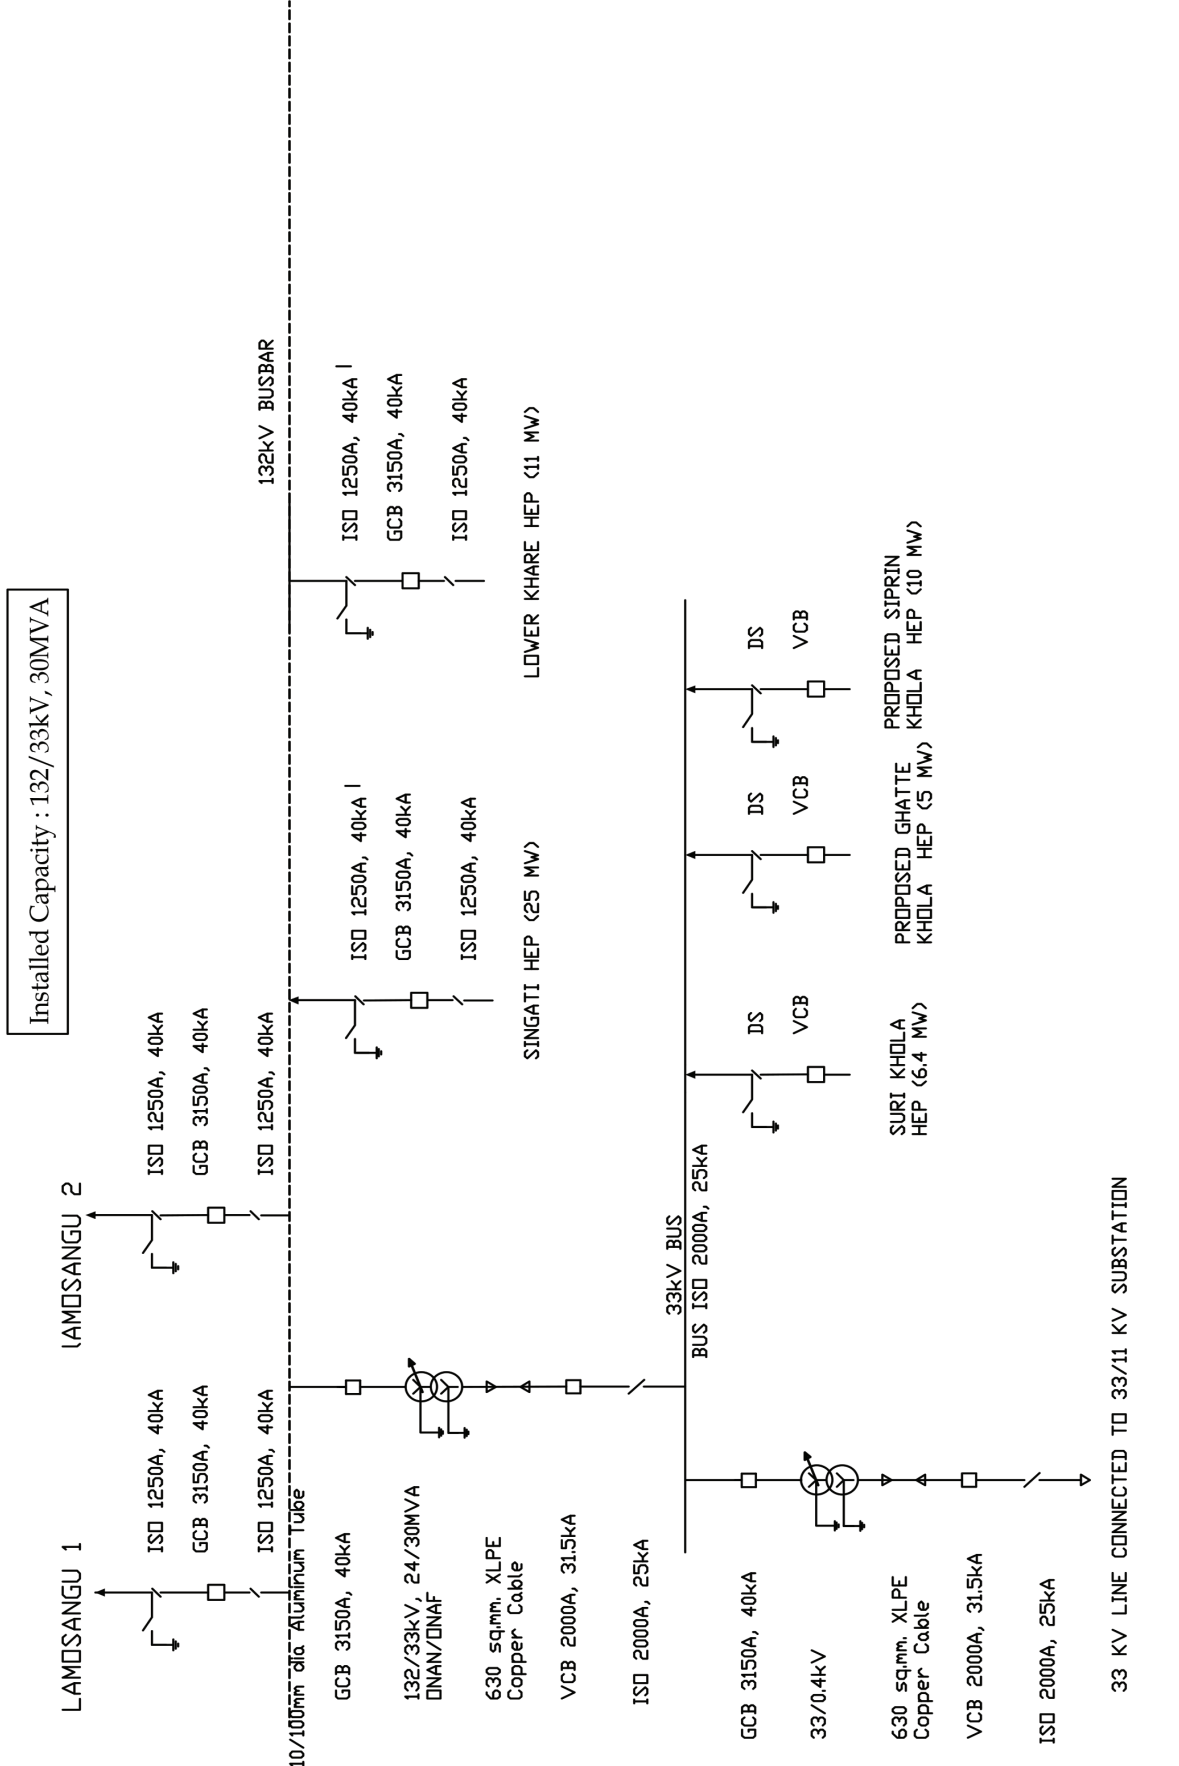 Installed Capacity : 132/33kV, 30MVA
LAMOSANGU 1
ISO 1250A, 40kA
GCB 3150A, 40kA
ISO 1250A, 40kA
LAMOSANGU 2
ISO 1250A, 40kA
GCB 3150A, 40kA
ISO 1250A, 40kA
132kV BUSBAR
10/100mm dia Aluminum Tube
GCB 3150A, 40kA
132/33kV, 24/30MVA
ONAN/ONAF
630 sq.mm. XLPE
Copper Cable
VCB 2000A, 31.5kA
ISO 2000A, 25kA
ISO 1250A, 40kA
GCB 3150A, 40kA
ISO 1250A, 40kA
SINGATI HEP (25 MW)
ISO 1250A, 40kA
GCB 3150A, 40kA
ISO 1250A, 40kA
LOWER KHARE HEP (11 MW)
33kV BUS
BUS ISO 2000A, 25kA
GCB 3150A, 40kA
33/0.4kV
630 sq.mm. XLPE
Copper Cable
VCB 2000A, 31.5kA
ISO 2000A, 25kA
33 KV LINE CONNECTED TO 33/11 KV SUBSTATION
DS
VCB
SURI KHOLA
HEP (6.4 MW)
DS
VCB
PROPOSED GHATTE
KHOLA HEP (5 MW)
DS
VCB
PROPOSED SIPRIN
KHOLA HEP (10 MW)